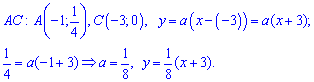 AC: A(−1; 1/4), C(−3; 0), y = a(x−(−3)) = a(x+3);
1/4 = a(−1+3) ⇒ a = 1/8, y = 1/8(x+3).